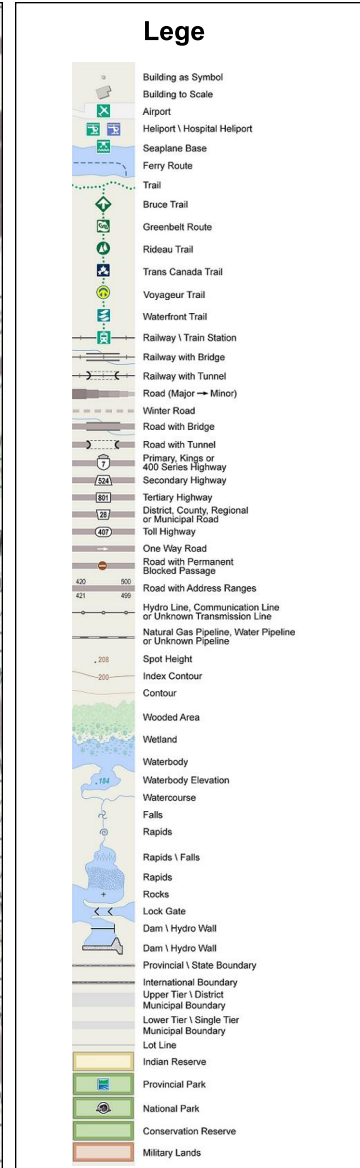 Lege
Building as Symbol
Building to Scale
Airport
Heliport \ Hospital Heliport
Seaplane Base
Ferry Route
Trail
Bruce Trail
Greenbelt Route
Rideau Trail
Trans Canada Trail
Voyageur Trail
Waterfront Trail
Railway \ Train Station
Railway with Bridge
Railway with Tunnel
Road (Major → Minor)
Winter Road
Road with Bridge
Road with Tunnel
7 Primary, Kings or
400 Series Highway
524 Secondary Highway
801 Tertiary Highway
28 District, County, Regional
or Municipal Road
407 Toll Highway
One Way Road
Road with Permanent
Blocked Passage
420 500
Road with Address Ranges
421 499
Hydro Line, Communication Line
or Unknown Transmission Line
Natural Gas Pipeline, Water Pipeline
or Unknown Pipeline
.208 Spot Height
200 Index Contour
Contour
Wooded Area
Wetland
Waterbody
.184 Waterbody Elevation
Watercourse
Falls
Rapids
Rapids \ Falls
Rapids
Rocks
Lock Gate
Dam \ Hydro Wall
Dam \ Hydro Wall
Provincial \ State Boundary
International Boundary
Upper Tier \ District
Municipal Boundary
Lower Tier \ Single Tier
Municipal Boundary
Lot Line
Indian Reserve
Provincial Park
National Park
Conservation Reserve
Military Lands